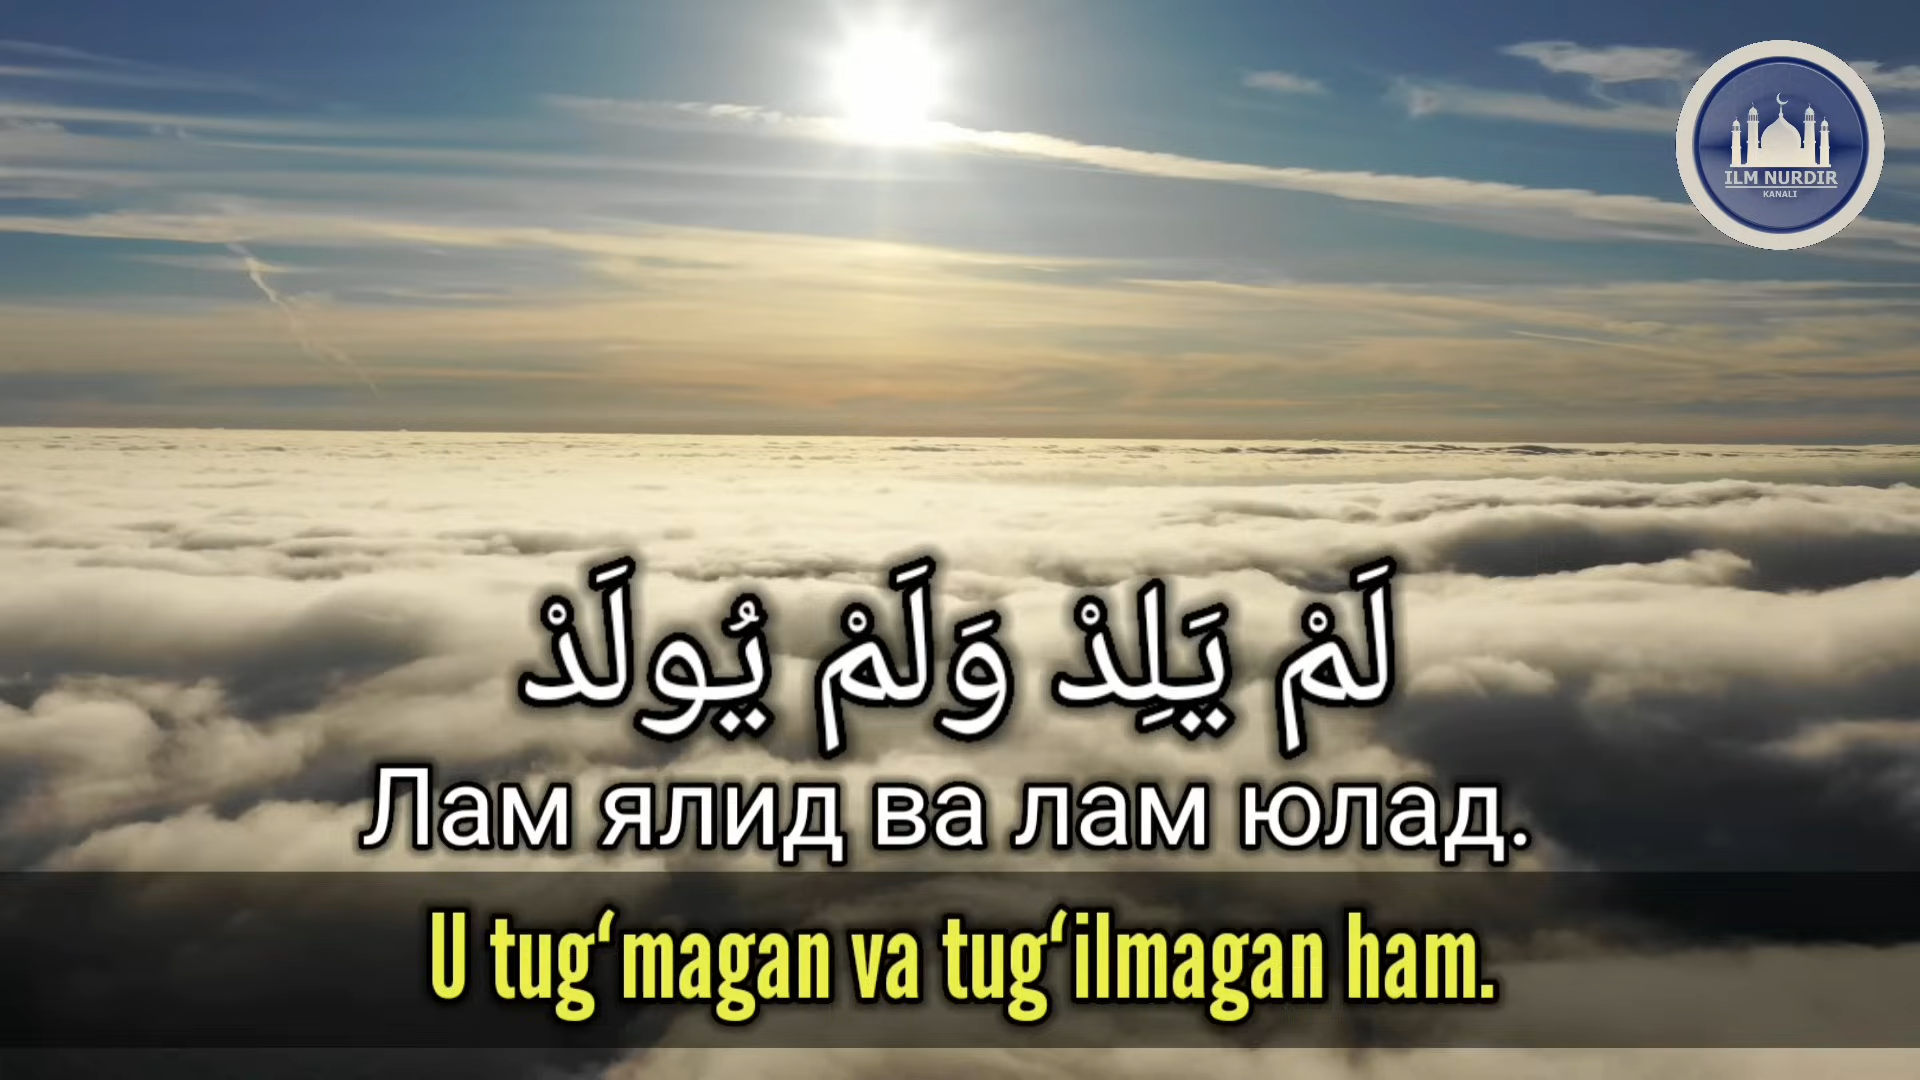 ILM NURDIR
KANALI
لَمْ يَلِدْ وَلَمْ يُولَدْ
Лам ялид ва лам юлад.
U tug‘magan va tug‘ilmagan ham.